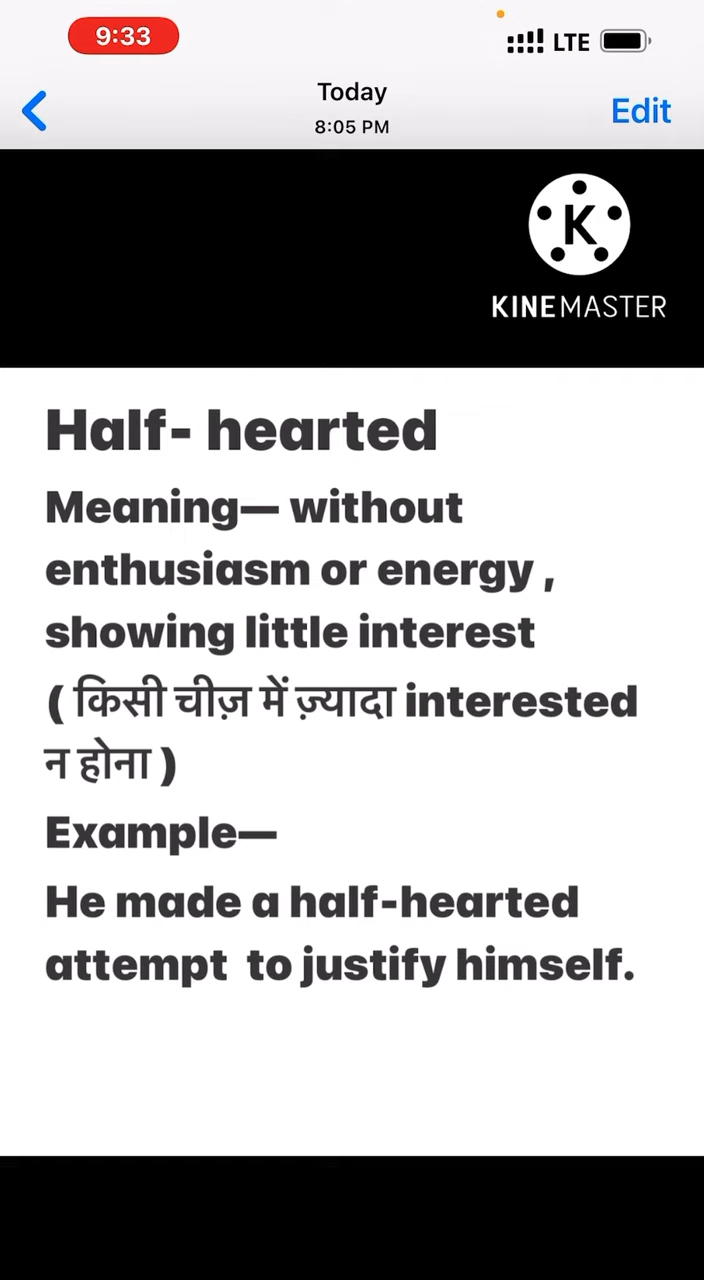 9:33
LTE
Today
8:05 PM
Edit
K
KINEMASTER
Half- hearted
Meaning— without
enthusiasm or energy ,
showing little interest
( किसी चीज़ में ज़्यादा interested
न होना )
Example—
He made a half-hearted
attempt to justify himself.